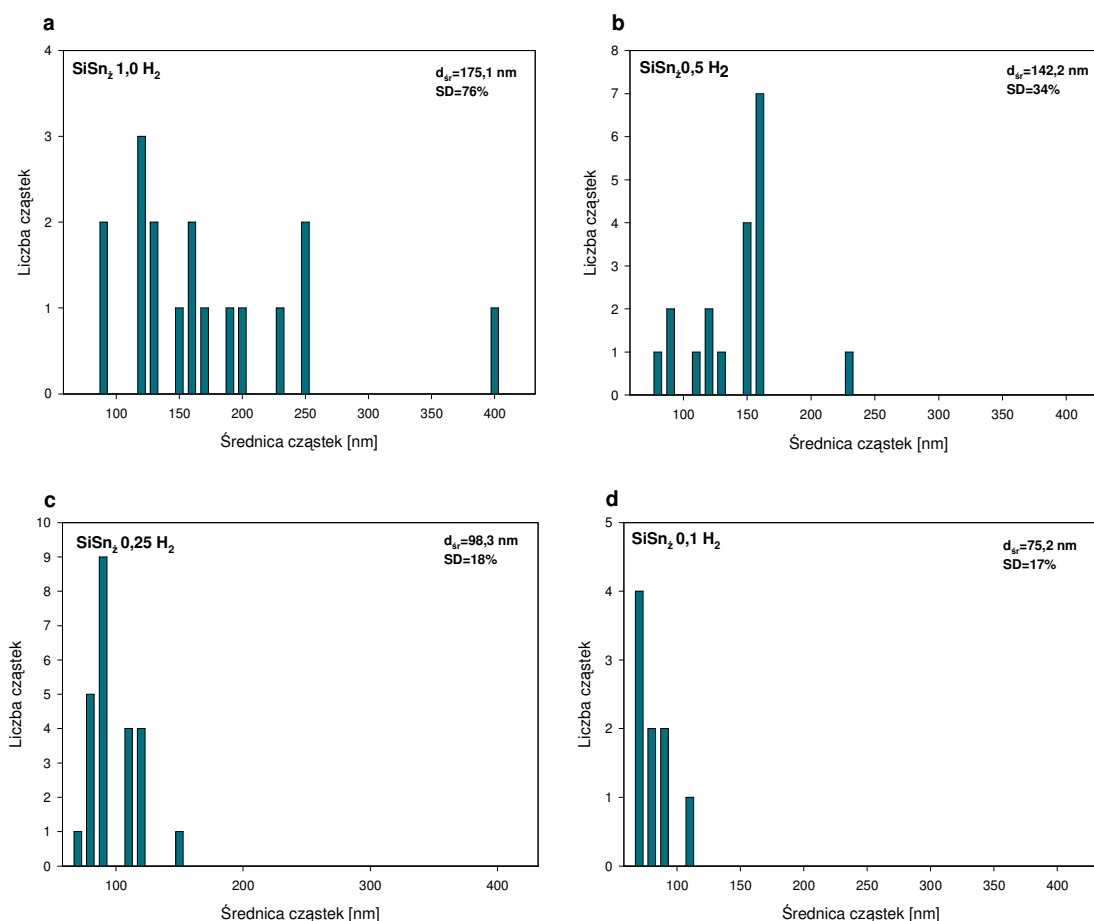 a
SiSnż 1,0 H2
dśr=175,1 nm
SD=76%
Liczba cząstek
4
3
2
1
0
100 150 200 250 300 350 400
Średnica cząstek [nm]
b
SiSnż0,5 H2
dśr=142,2 nm
SD=34%
Liczba cząstek
8
7
6
5
4
3
2
1
0
100 150 200 250 300 350 400
Średnica cząstek [nm]
c
SiSnż 0,25 H2
dśr=98,3 nm
SD=18%
Liczba cząstek
10
9
8
7
6
5
4
3
2
1
0
100 200 300 400
Średnica cząstek [nm]
d
SiSnż 0,1 H2
dśr=75,2 nm
SD=17%
Liczba cząstek
5
4
3
2
1
0
100 150 200 250 300 350 400
Średnica cząstek [nm]